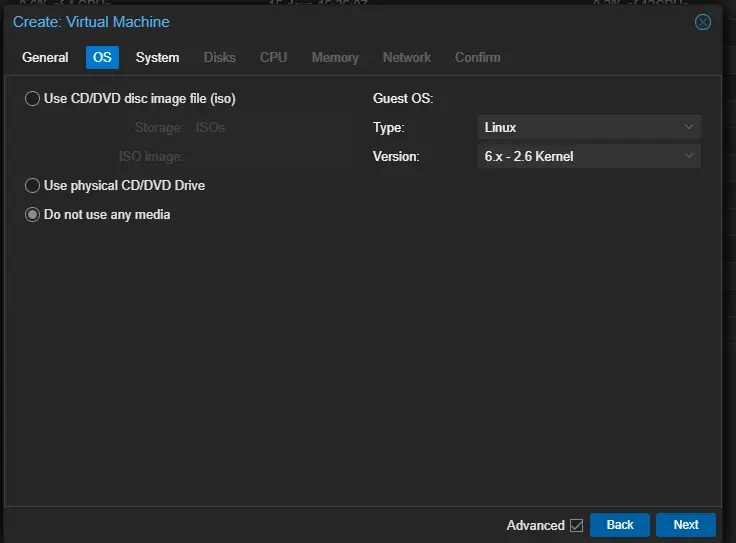 Create: Virtual Machine
General OS System Disks CPU Memory Network Confirm
Use CD/DVD disc image file (iso)
Guest OS:
Storage: ISOs
Type: Linux
ISO image:
Version: 6.x - 2.6 Kernel
Use physical CD/DVD Drive
Do not use any media
Advanced Back Next